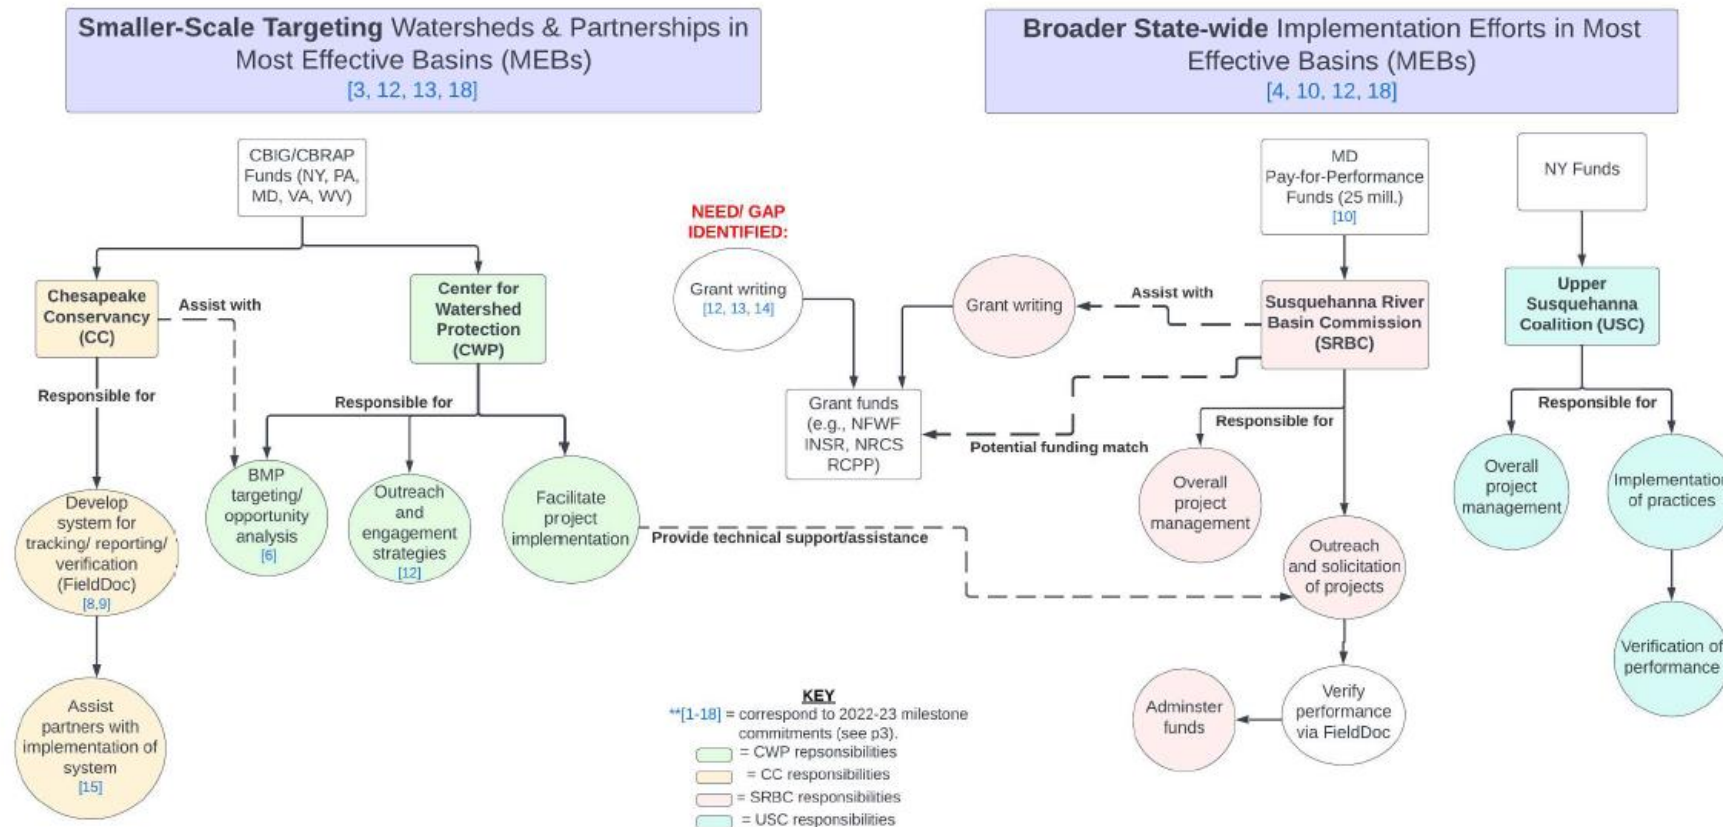 Smaller-Scale Targeting Watersheds & Partnerships in
Most Effective Basins (MEBs)
[3, 12, 13, 18]
Broader State-wide Implementation Efforts in Most
Effective Basins (MEBs)
[4, 10, 12, 18]
CBIG/CBRAP
Funds (NY, PA,
MD, VA, WV)
MD
Pay-for-Performance
Funds (25 mill.)
[10]
NY Funds
NEED/ GAP
IDENTIFIED:
Grant writing
[12, 13, 14]
Grant writing
Assist with
Chesapeake
Conservancy
(CC)
Assist with
Center for
Watershed
Protection
(CWP)
Susquehanna River
Basin Commission
(SRBC)
Upper
Susquehanna
Coalition (USC)
Responsible for
Responsible for
Grant funds
(e.g., NFWF
INSR, NRCS
RCPP)
Potential funding match
Responsible for
Responsible for
Develop
system for
tracking/ reporting/
verification
(FieldDoc)
[8,9]
BMP
targeting/
opportunity
analysis
[6]
Outreach
and
engagement
strategies
[12]
Facilitate
project
implementation
Provide technical support/assistance
Overall
project
management
Outreach
and solicitation
of projects
Overall
project
management
Implementation
of practices
Verification of
performance
Assist
partners with
implementation of
system
[15]
Adminster
funds
Verify
performance
via FieldDoc
KEY
**[1-18] = correspond to 2022-23 milestone
commitments (see p3).
= CWP repsonsibilities
= CC responsibilities
= SRBC responsibilities
= USC responsibilities